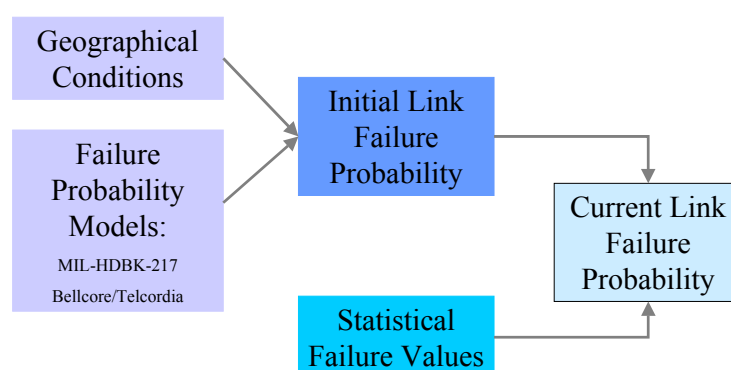 Geographical
Conditions
Failure
Probability
Models:
MIL-HDBK-217
Bellcore/Telcordia
Initial Link
Failure
Probability
Statistical
Failure Values
Current Link
Failure
Probability